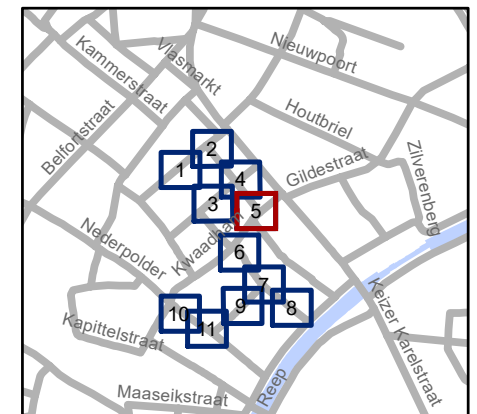 Nieuwpoort
Vlasmarkt
Kammerstraat
Houtbriel
Belfortstraat
Zilverenberg
Gildestraat
2
1
4
3
5
Kwaadham
Nederpolder
6
7
9
8
10
11
Keizer Karelstraat
Kapittelstraat
Reep
Maaseikstraat